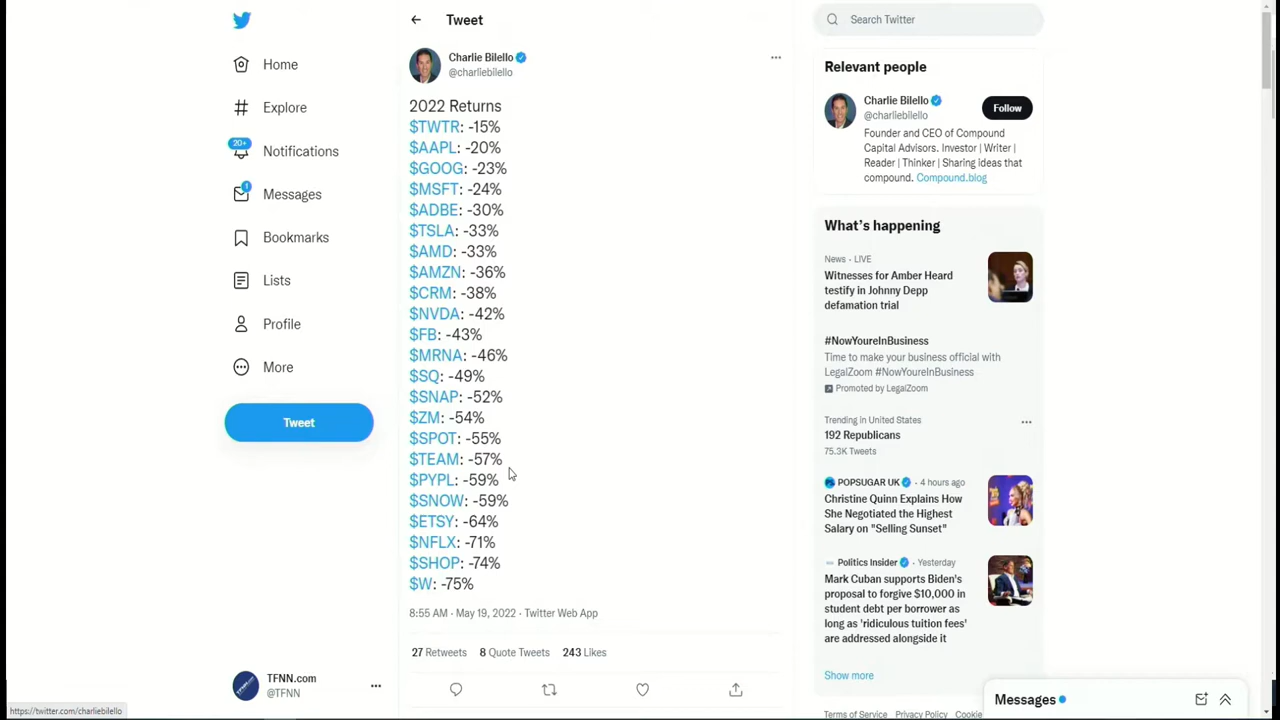 Tweet
Search Twitter
Charlie Bilello
@charliebilello
2022 Returns
$TWTR: -15%
$AAPL: -20%
$GOOG: -23%
$MSFT: -24%
$ADBE: -30%
$TSLA: -33%
$AMD: -33%
$AMZN: -36%
$CRM: -38%
$NVDA: -42%
$FB: -43%
$MRNA: -46%
$SQ: -49%
$SNAP: -52%
$ZM: -54%
$SPOT: -55%
$TEAM: -57%
$PYPL: -59%
$SNOW: -59%
$ETSY: -64%
$NFLX: -71%
$SHOP: -74%
$W: -75%
8:55 AM · May 19, 2022 · Twitter Web App
27 Retweets 8 Quote Tweets 243 Likes
Home
Explore
20+
Notifications
1
Messages
Bookmarks
Lists
Profile
More
Tweet
TFNN.com
@TFNN
https://twitter.com/charliebilello
Relevant people
Charlie Bilello
@charliebilello
Follow
Founder and CEO of Compound
Capital Advisors. Investor | Writer |
Reader | Thinker | Sharing ideas that
compound. Compound.blog
What's happening
News · LIVE
Witnesses for Amber Heard
testify in Johnny Depp
defamation trial
#NowYoureInBusiness
Time to make your business official with
LegalZoom #NowYoureInBusiness
Promoted by LegalZoom
Trending in United States
192 Republicans
75.3K Tweets
POPSUGAR UK · 4 hours ago
Christine Quinn Explains How
She Negotiated the Highest
Salary on "Selling Sunset"
Politics Insider · Yesterday
Mark Cuban supports Biden's
proposal to forgive $10,000 in
student debt per borrower as
long as 'ridiculous tuition fees'
are addressed alongside it
Show more
Terms of Service Privacy Policy Cookie
Messages